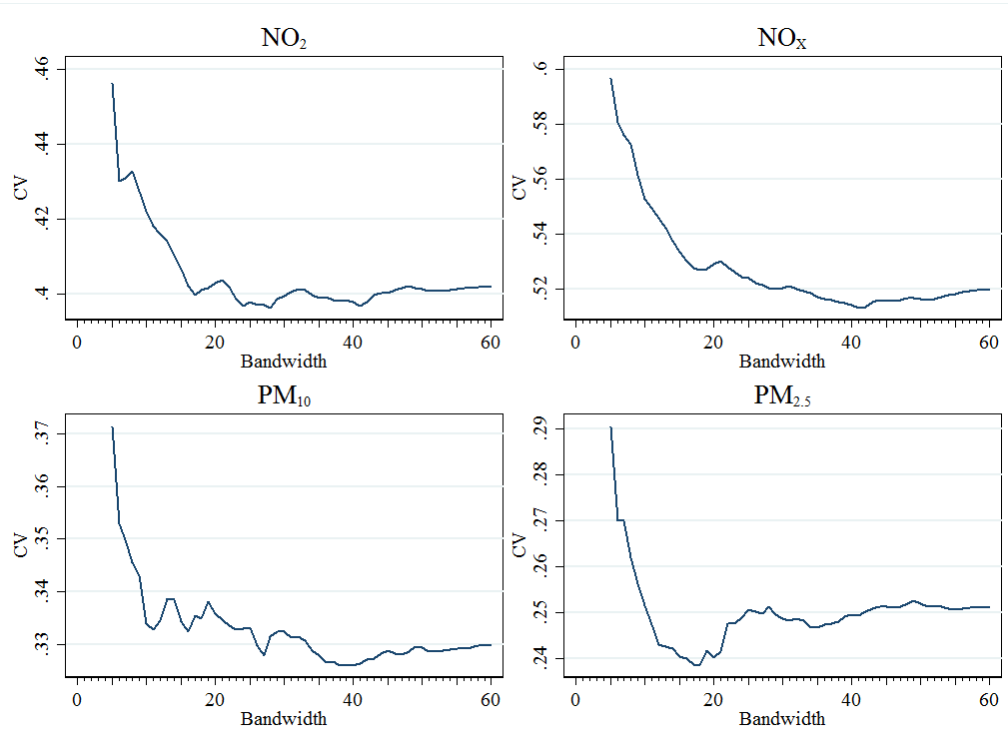 NO₂
.46
.44
.42
.4
CV
0 20 40 60
Bandwidth
NOₓ
.6
.58
.56
.54
.52
CV
0 20 40 60
Bandwidth
PM₁₀
.37
.36
.35
.34
.33
CV
0 20 40 60
Bandwidth
PM₂.₅
.29
.28
.27
.26
.25
.24
CV
0 20 40 60
Bandwidth